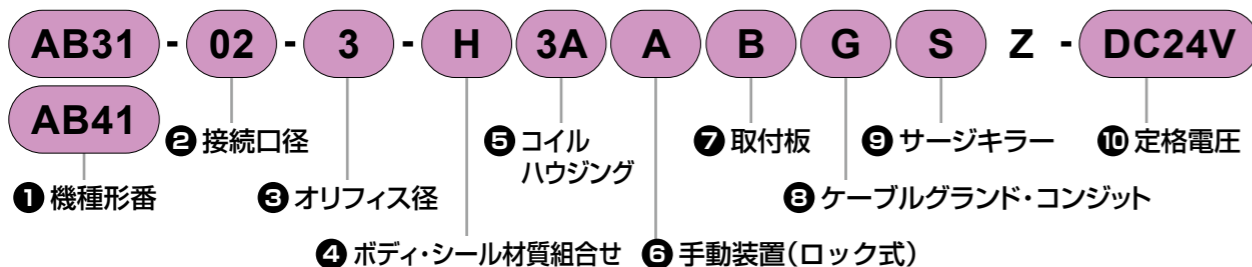 AB31 - 02 - 3 - H 3A A B G S Z - DC24V
AB41
❷ 接続口径
❺ コイル
ハウジング
❼ 取付板
❾ サージキラー
❿ 定格電圧
❶ 機種形番
❸ オリフィス径
❽ ケーブルグランド・コンジット
❹ ボディ・シール材質組合せ
❻ 手動装置(ロック式)